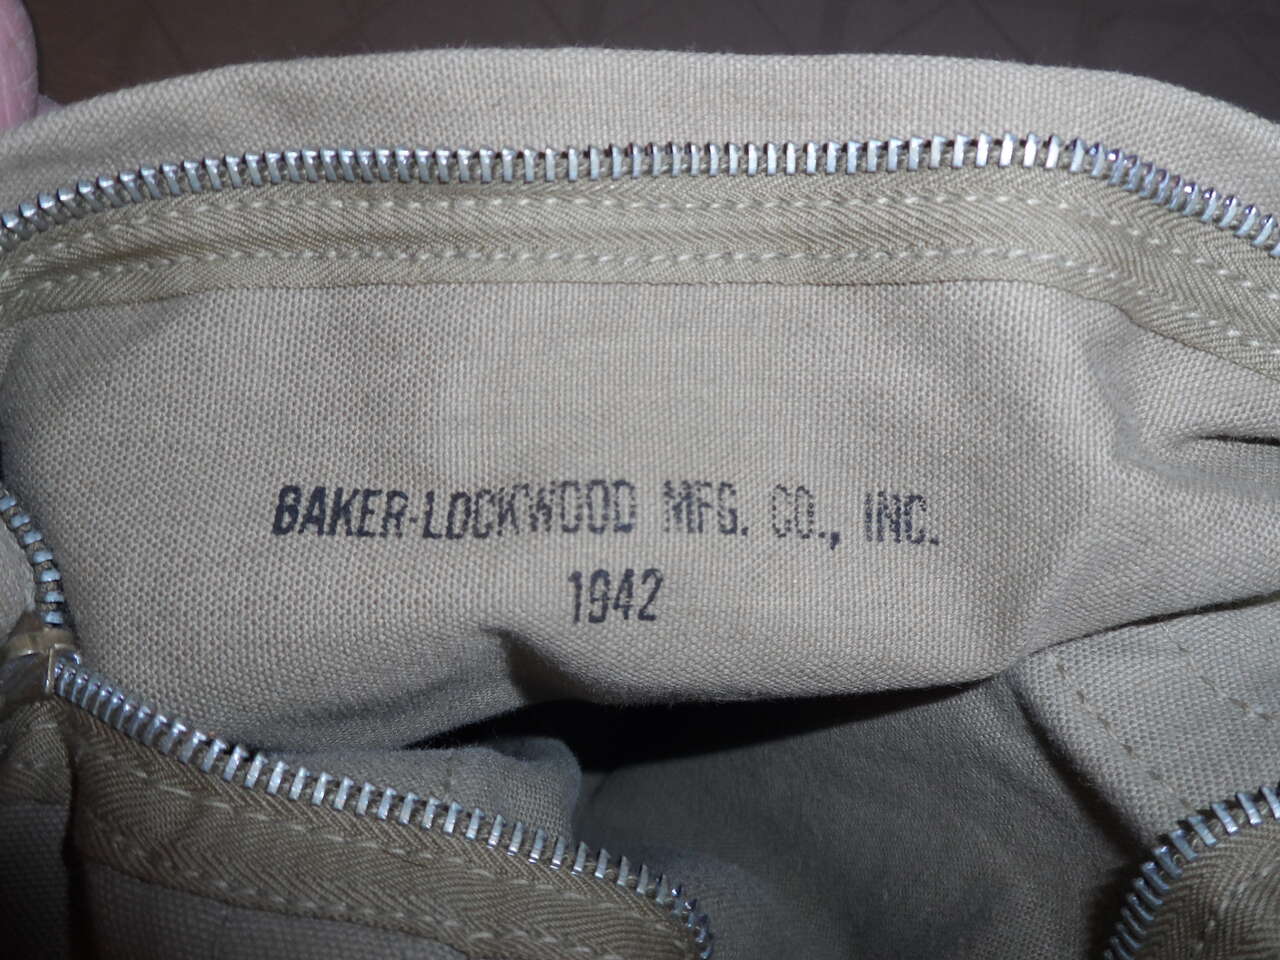 BAKER-LOCKWOOD MFG. CO., INC.
1942